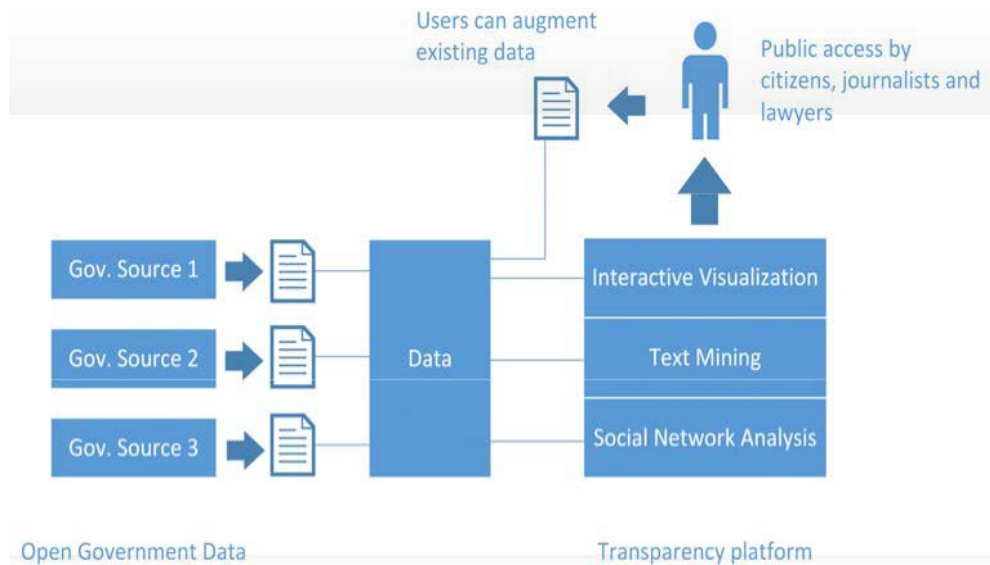 Users can augment
existing data
Public access by
citizens, journalists and
lawyers
Gov. Source 1
Interactive Visualization
Gov. Source 2
Data
Text Mining
Gov. Source 3
Social Network Analysis
Open Government Data
Transparency platform